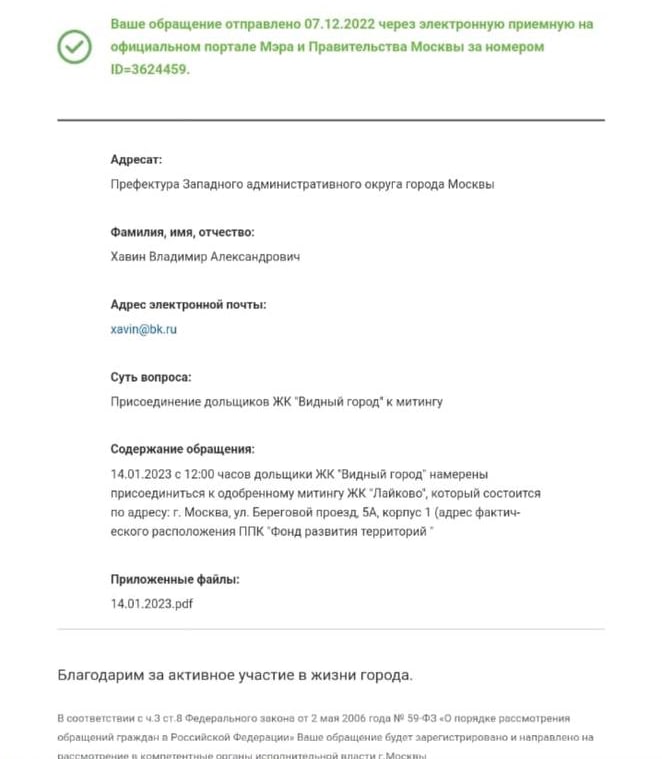 Ваше обращение отправлено 07.12.2022 через электронную приемную на
официальном портале Мэра и Правительства Москвы за номером
ID=3624459.
Адресат:
Префектура Западного административного округа города Москвы
Фамилия, имя, отчество:
Хавин Владимир Александрович
Адрес электронной почты:
xavin@bk.ru
Суть вопроса:
Присоединение дольщиков ЖК "Видный город" к митингу
Содержание обращения:
14.01.2023 с 12:00 часов дольщики ЖК "Видный город" намерены
присоединиться к одобренному митингу ЖК "Лайково", который состоится
по адресу: г. Москва, ул. Береговой проезд, 5А, корпус 1 (адрес фактич-
еского расположения ППК "Фонд развития территорий "
Приложенные файлы:
14.01.2023.pdf
Благодарим за активное участие в жизни города.
В соответствии с ч.3 ст.8 Федерального закона от 2 мая 2006 года № 59-ФЗ «О порядке рассмотрения
обращений граждан в Российской Федерации» Ваше обращение будет зарегистрировано и направлено на
рассмотрение в компетентные органы исполнительной власти г.Москвы